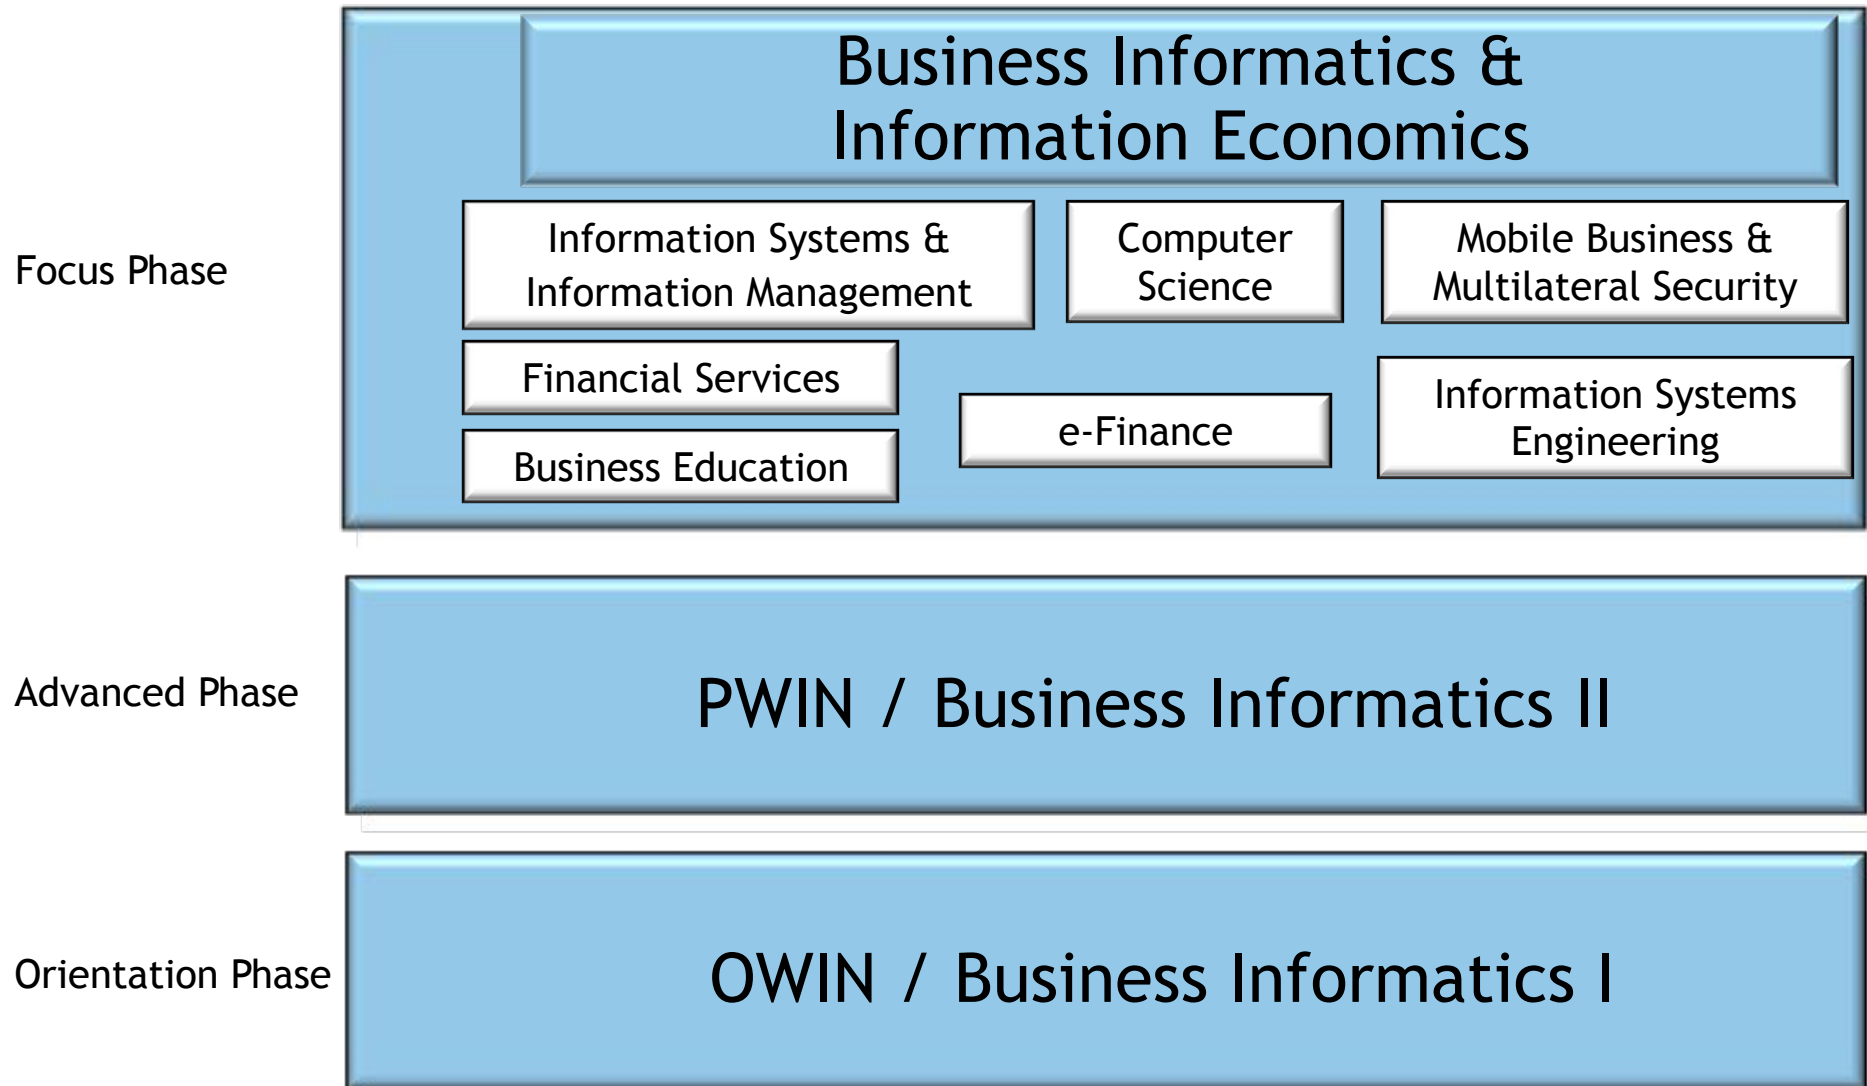 Business Informatics &
Information Economics
Focus Phase
Information Systems &
Information Management
Computer
Science
Mobile Business &
Multilateral Security
Financial Services
Business Education
e-Finance
Information Systems
Engineering
Advanced Phase
PWIN / Business Informatics II
Orientation Phase
OWIN / Business Informatics I